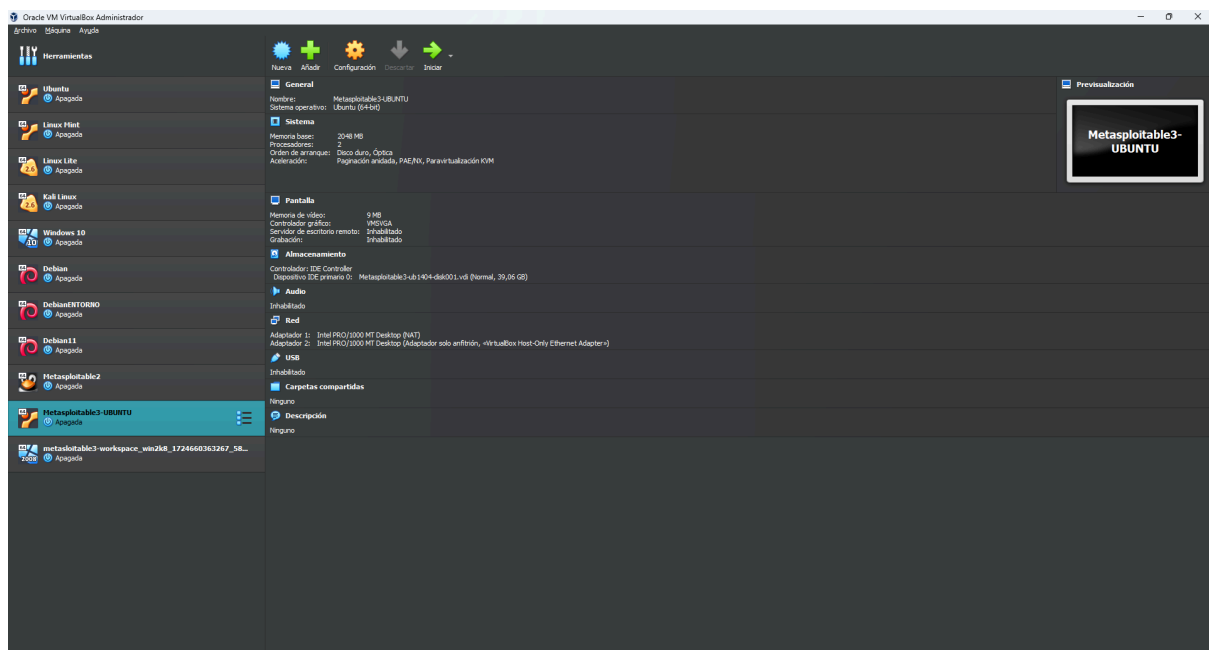 Oracle VM VirtualBox Administrador
Archivo Máquina Ayuda
Herramientas
Nueva Añadir Configuración Descartar Iniciar
Ubuntu
Apagada
Linux Mint
Apagada
Linux Lite
Apagada
Kali Linux
Apagada
Windows 10
Apagada
Debian
Apagada
DebianENTORNO
Apagada
Debian11
Apagada
Metasploitable2
Apagada
Metasploitable3-UBUNTU
Apagada
metasloitable3-workspace_win2k8_1724660363267_58...
Apagada
General
Nombre: Metasploitable3-UBUNTU
Sistema operativo: Ubuntu (64-bit)
Sistema
Memoria base: 2048 MB
Procesadores: 2
Orden de arranque: Disco duro, Óptica
Aceleración: Paginación anidada, PAE/NX, Paravirtualización KVM
Pantalla
Memoria de vídeo: 9 MB
Controlador gráfico: VMSVGA
Servidor de escritorio remoto: Inhabilitado
Grabación: Inhabilitado
Almacenamiento
Controlador: IDE Controller
Dispositivo IDE primario 0: Metasploitable3-ub1404-disk001.vdi (Normal, 39,06 GB)
Audio
Inhabilitado
Red
Adaptador 1: Intel PRO/1000 MT Desktop (NAT)
Adaptador 2: Intel PRO/1000 MT Desktop (Adaptador solo anfitrión, «VirtualBox Host-Only Ethernet Adapter»)
USB
Inhabilitado
Carpetas compartidas
Ninguno
Descripción
Ninguno
Previsualización
Metasploitable3-
UBUNTU